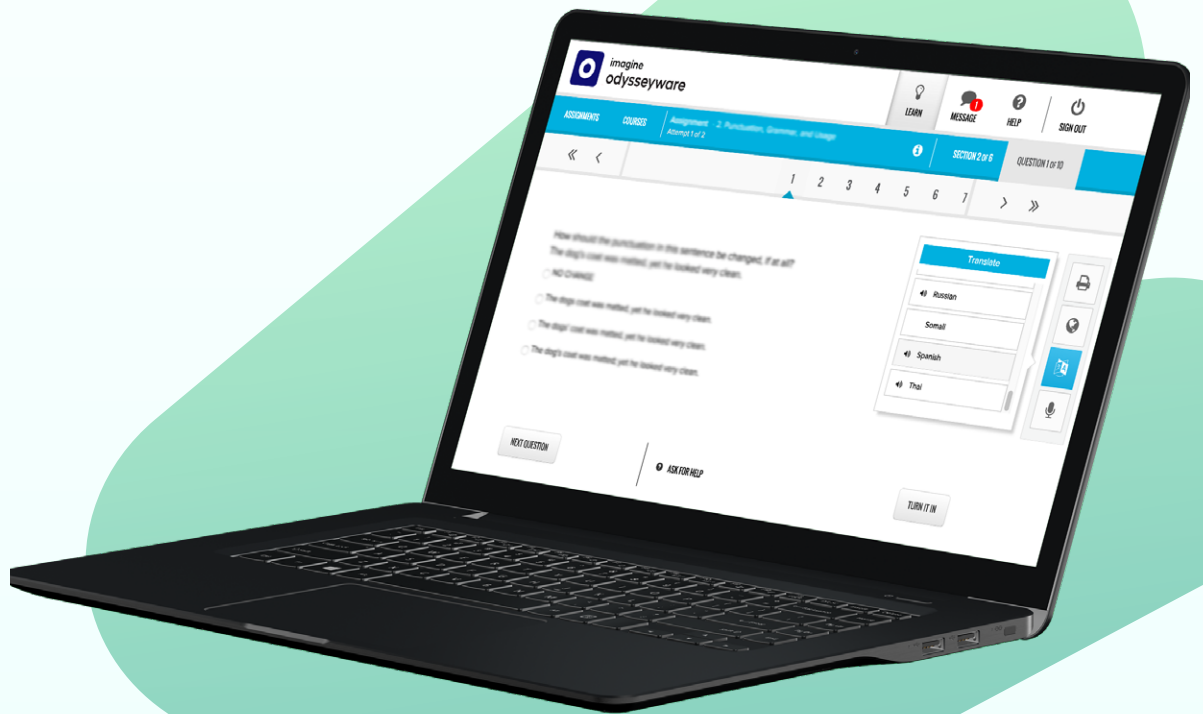 imagine
odysseyware
LEARN
MESSAGE
1
HELP
SIGN OUT
ASSIGNMENTS
COURSES
Assignment - 2. Punctuation, Grammar, and Usage
Attempt 1 of 2
SECTION 2 OF 6
QUESTION 1 OF 10
1 2 3 4 5 6 7
How should the punctuation in this sentence be changed, if at all?
The dog's coat was matted, yet he looked very clean.
NO CHANGE
The dogs coat was matted, yet he looked very clean.
The dogs' coat was matted, yet he looked very clean.
The dog's coat was matted; yet he looked very clean.
Translate
Russian
Somali
Spanish
Thai
NEXT QUESTION
ASK FOR HELP
TURN IT IN